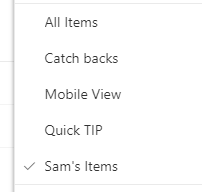 All Items
Catch backs
Mobile View
Quick TIP
Sam's Items